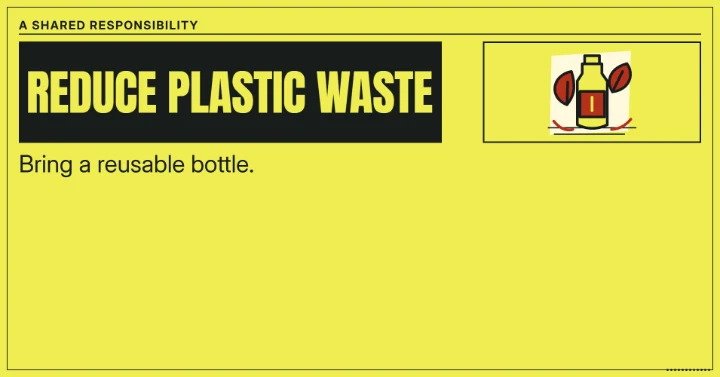 A SHARED RESPONSIBILITY
REDUCE PLASTIC WASTE
Bring a reusable bottle.